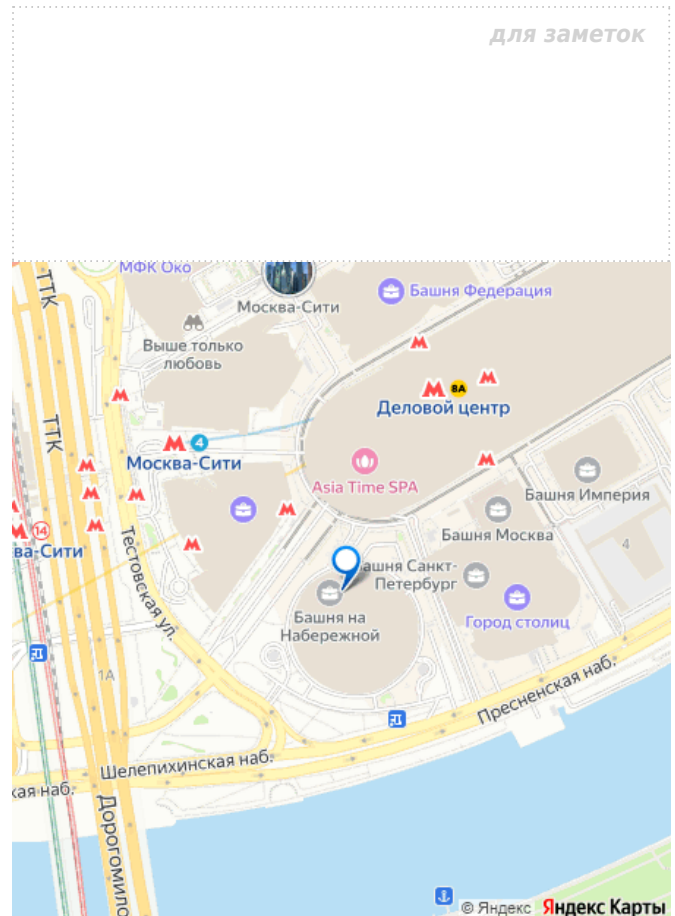 для заметок
ТТК
МФК Око
Москва-Сити
Башня Федерация
Выше только
любовь
М
М
М
М
8А
Деловой центр
ТТК
М
4
Москва-Сити
М
М
М
М
М
М
Asia Time SPA
М
Башня Империя
М
М
14
ва-Сити
М
Башня Москва
4
Тестовская ул.
ашня Санкт-
Петербург
Башня на
Набережной
Город столиц
1А
Пресненская наб.
Шелепихинская наб.
кая наб.
Дорогомило
© Яндекс Яндекс Карты